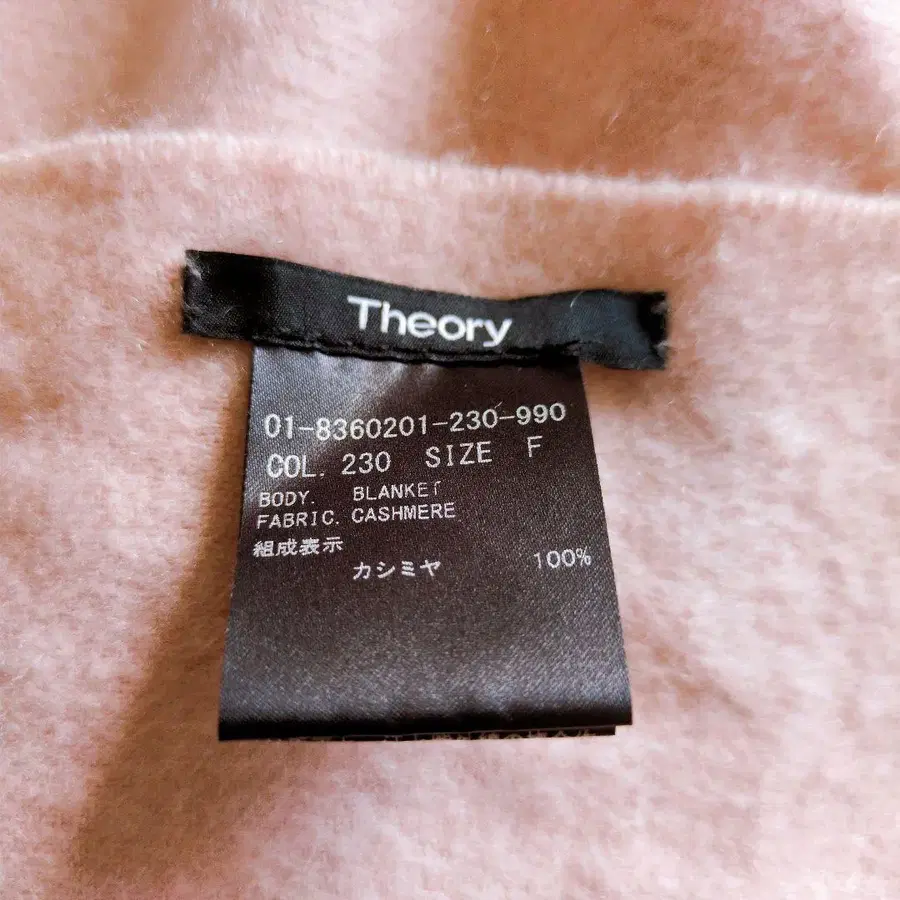 Theory
01-8360201-230-990
COL. 230 SIZE F
BODY. BLANKET
FABRIC. CASHMERE
組成表示
カシミヤ 100%